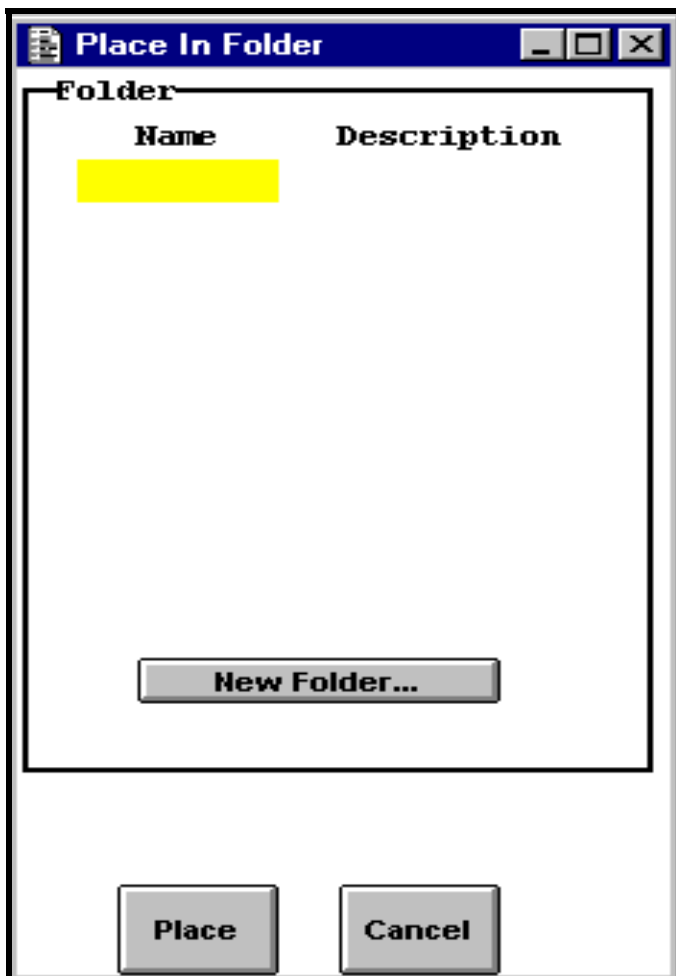 Place In Folder
Folder
Name Description
New Folder...
Place Cancel